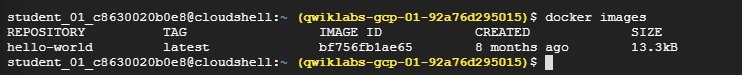 student_01_c8630020b0e8@cloudshell:~ (qwiklabs-gcp-01-92a76d295015)$ docker images
REPOSITORY TAG IMAGE ID CREATED SIZE
hello-world latest bf756fb1ae65 8 months ago 13.3kB
student_01_c8630020b0e8@cloudshell:~ (qwiklabs-gcp-01-92a76d295015)$